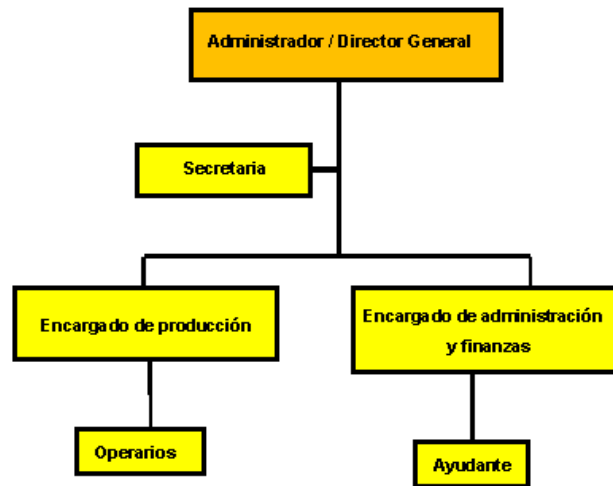 Administrador / Director General
Secretaria
Encargado de producción
Encargado de administración
y finanzas
Operarios
Ayudante